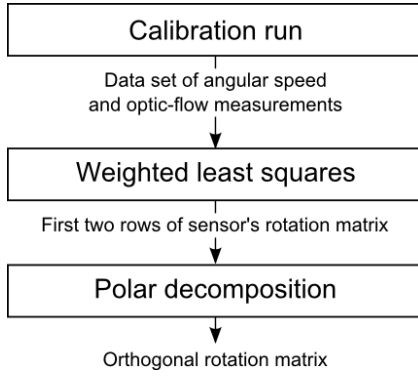 Calibration run
Data set of angular speed
and optic-flow measurements
Weighted least squares
First two rows of sensor's rotation matrix
Polar decomposition
Orthogonal rotation matrix